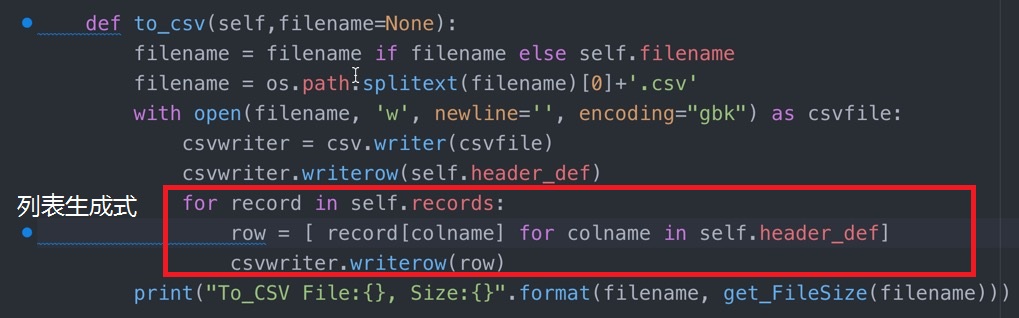 def to_csv(self,filename=None):
filename = filename if filename else self.filename
filename = os.path.splitext(filename)[0]+'.csv'
with open(filename, 'w', newline='', encoding="gbk") as csvfile:
csvwriter = csv.writer(csvfile)
csvwriter.writerow(self.header_def)
列表生成式 for record in self.records:
row = [ record[colname] for colname in self.header_def]
csvwriter.writerow(row)
print("To_CSV File:{}, Size:{}".format(filename, get_FileSize(filename)))